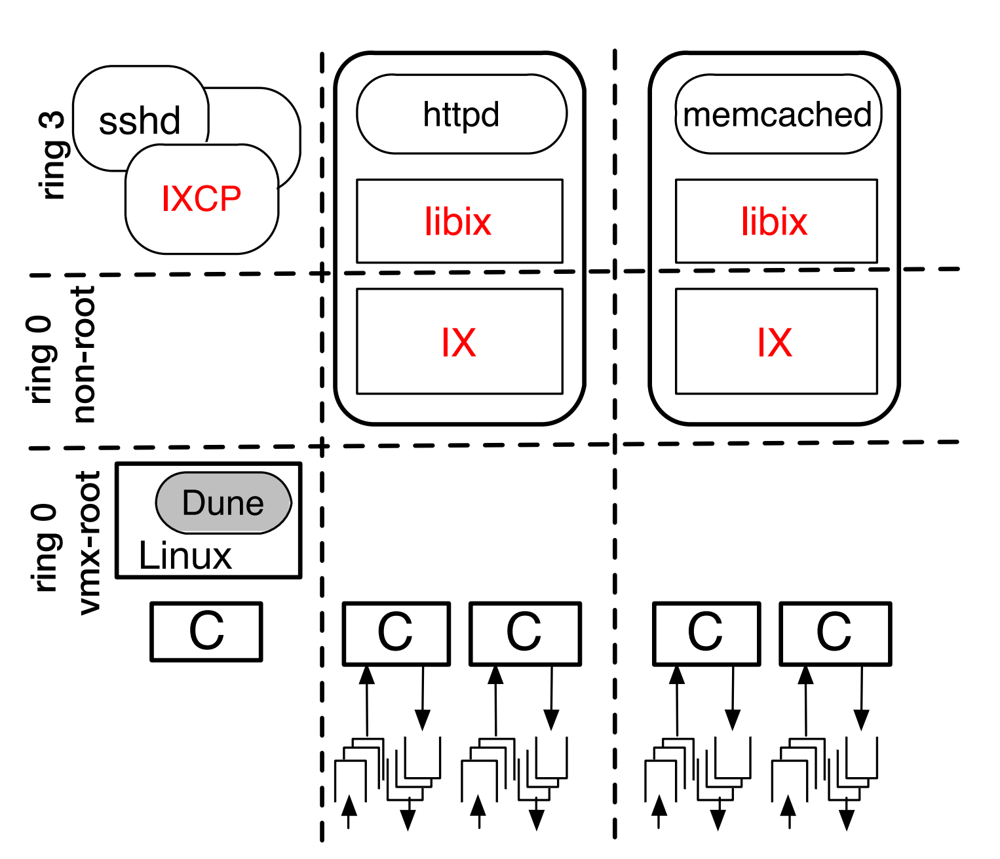 ring 3
sshd
IXCP
httpd
libix
memcached
libix
ring 0
non-root
IX
IX
ring 0
vmx-root
Dune
Linux
C
C
C
C
C